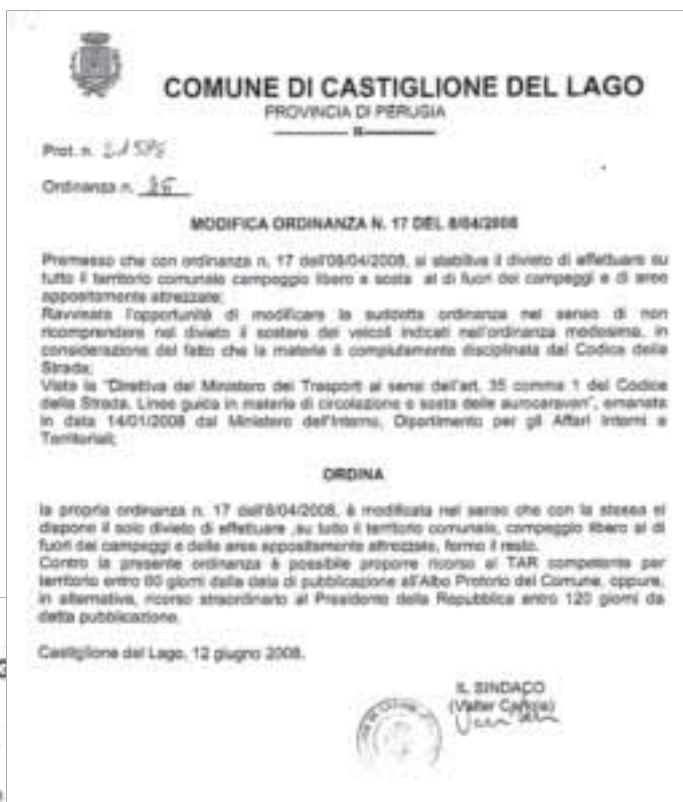 COMUNE DI CASTIGLIONE DEL LAGO
PROVINCIA DI PERUGIA
Prot. n.
Ordinanza n.
MODIFICA ORDINANZA N. 17 DEL 8/04/2008
Premesso che con ordinanza n. 17 dell'08/04/2008, si stabiliva il divieto di effettuare su
tutto il territorio comunale campeggio libero e sosta al di fuori dei campeggi e di aree
appositamente attrezzate;
Ravvisata l'opportunità di modificare la suddetta ordinanza nel senso di non
ricomprendere nel divieto il sostare dei veicoli indicati nell'ordinanza medesima, in
considerazione del fatto che la materia è compiutamente disciplinata dal Codice della
Strada;
Vista la "Direttiva del Ministero dei Trasporti ai sensi dell'art. 35 comma 1 del Codice
della Strada. Linee guida in materia di circolazione e sosta delle autocaravan", emanata
in data 14/01/2008 dal Ministero dell'Interno, Dipartimento per gli Affari Interni e
Territoriali;
ORDINA
la propria ordinanza n. 17 dell'8/04/2008, è modificata nel senso che con la stessa si
dispone il solo divieto di effettuare ,su tutto il territorio comunale, campeggio libero al di
fuori dei campeggi e delle aree appositamente attrezzate, fermo il resto.
Contro la presente ordinanza è possibile proporre ricorso al TAR competente per
territorio entro 60 giorni dalla data di pubblicazione all'Albo Pretorio del Comune, oppure,
in alternativa, ricorso straordinario al Presidente della Repubblica entro 120 giorni da
detta pubblicazione.
Castiglione del Lago, 12 giugno 2008.
IL SINDACO